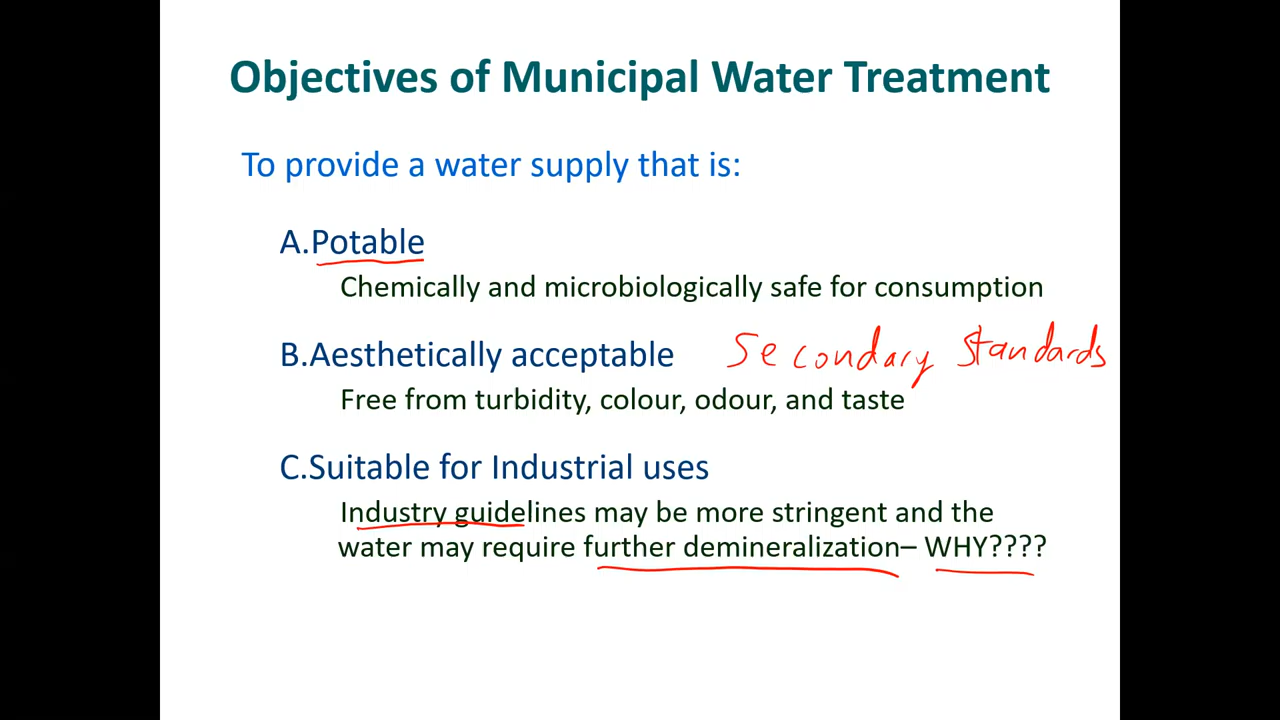 Objectives of Municipal Water Treatment
To provide a water supply that is:
A.Potable
Chemically and microbiologically safe for consumption
B.Aesthetically acceptable Secondary Standards
Free from turbidity, colour, odour, and taste
C.Suitable for Industrial uses
Industry guidelines may be more stringent and the
water may require further demineralization– WHY????